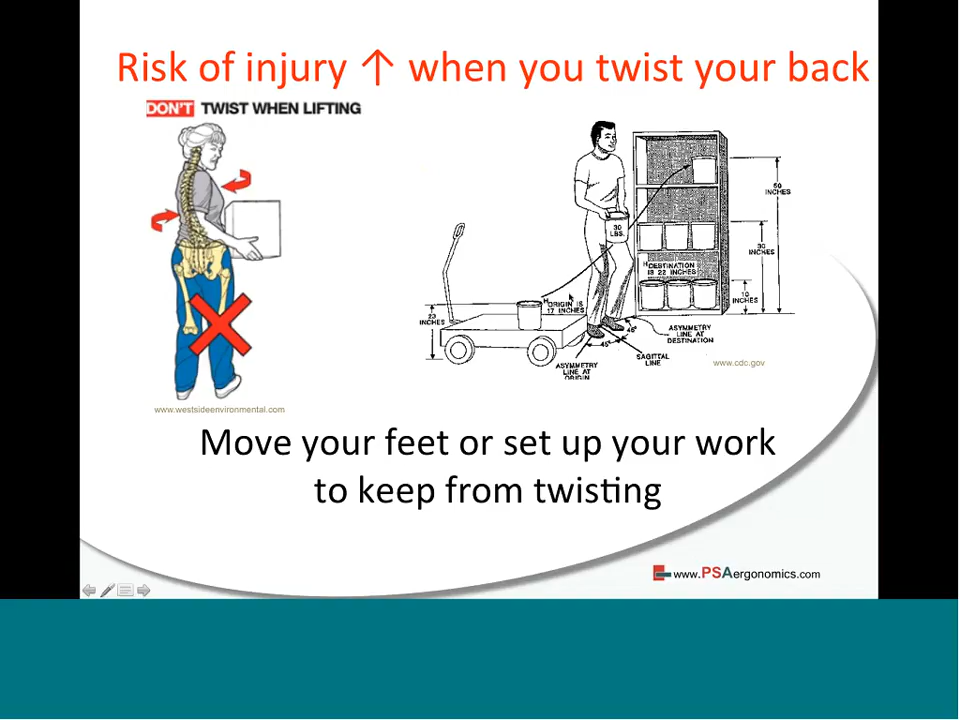 Risk of injury ↑ when you twist your back
DON'T TWIST WHEN LIFTING
30
LBS.
60
INCHES
30
INCHES
H DESTINATION
IS 22 INCHES
10
INCHES
H ORIGIN IS
17 INCHES
23
INCHES
45°
45°
ASYMMETRY
LINE AT
DESTINATION
SAGITTAL
LINE
ASYMMETRY
LINE AT
ORIGIN
www.cdc.gov
www.westsideenvironmental.com
Move your feet or set up your work
to keep from twisting
www.PSAergonomics.com